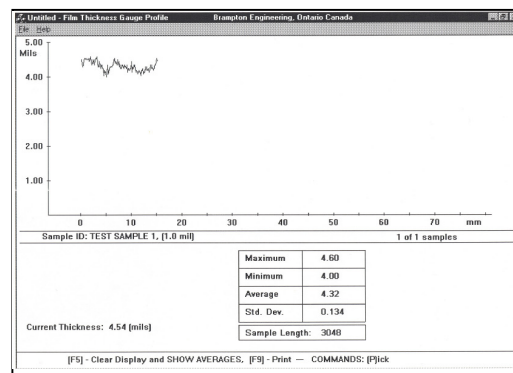 Untitled - Film Thickness Gauge Profile Brampton Engineering, Ontario Canada
File Help
5.00
Mils
4.00
3.00
2.00
1.00
0 10 20 30 40 50 60 70 mm
Sample ID: TEST SAMPLE 1, (1.0 mil) 1 of 1 samples
Maximum 4.60
Minimum 4.00
Average 4.32
Std. Dev. 0.134
Current Thickness: 4.54 (mils)
Sample Length: 3048
[F5] - Clear Display and SHOW AVERAGES, [F9] - Print — COMMANDS: (P)ick